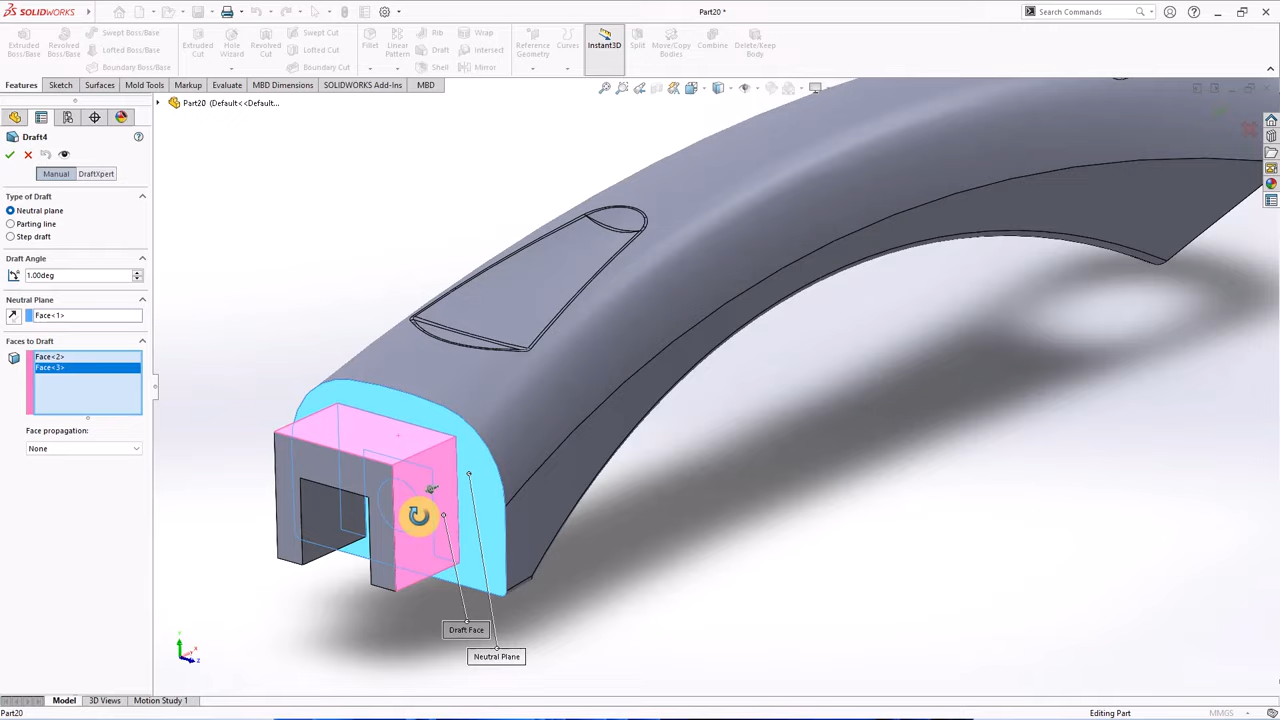 SOLIDWORKS
Part20 *
Search Commands
Extruded Boss/Base
Revolved Boss/Base
Swept Boss/Base
Lofted Boss/Base
Boundary Boss/Base
Extruded Cut
Hole Wizard
Revolved Cut
Swept Cut
Lofted Cut
Boundary Cut
Fillet
Linear Pattern
Rib
Draft
Shell
Wrap
Intersect
Mirror
Reference Geometry
Curves
Instant3D
Split
Move/Copy Bodies
Combine
Delete/Keep Body
Features
Sketch
Surfaces
Mold Tools
Markup
Evaluate
MBD Dimensions
SOLIDWORKS Add-Ins
MBD
Part20 (Default<<Default...
Draft4
Manual
DraftXpert
Type of Draft
Neutral plane
Parting line
Step draft
Draft Angle
1.00deg
Neutral Plane
Face<1>
Faces to Draft
Face<2>
Face<3>
Face propagation:
None
Draft Face
Neutral Plane
Y
X
Z
Model
3D Views
Motion Study 1
Part20
Editing Part
MMGS